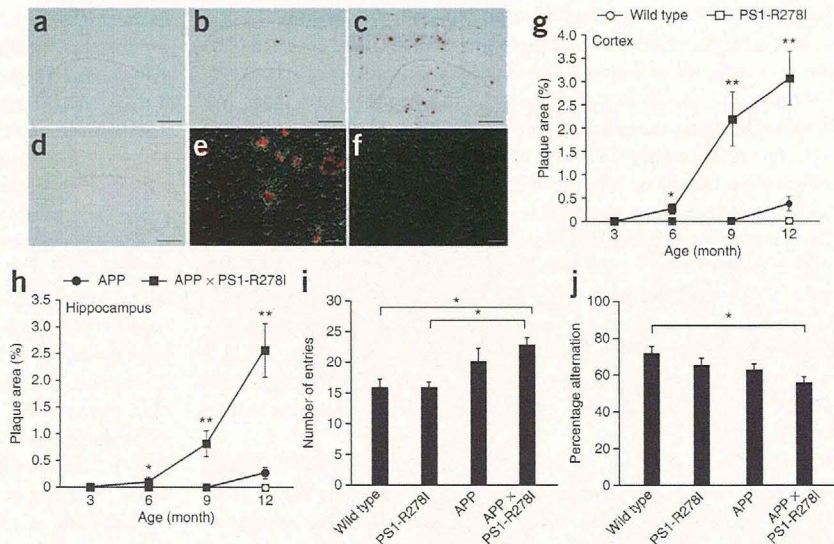 a
b
c
d
e
f
g
Wild type
PS1-R278I
Cortex
Plaque area (%)
4.0
3.5
3.0
2.5
2.0
1.5
1.0
0.5
0
**
**
*
3
6
9
12
Age (month)
h
APP
APP × PS1-R278I
Hippocampus
Plaque area (%)
3.5
3.0
2.5
2.0
1.5
1.0
0.5
0
**
**
*
3
6
9
12
Age (month)
i
Number of entries
30
25
20
15
10
5
0
*
*
Wild type
PS1-R278I
APP
APP ×
PS1-R278I
j
Percentage alternation
100
80
60
40
20
0
*
Wild type
PS1-R278I
APP
APP ×
PS1-R278I